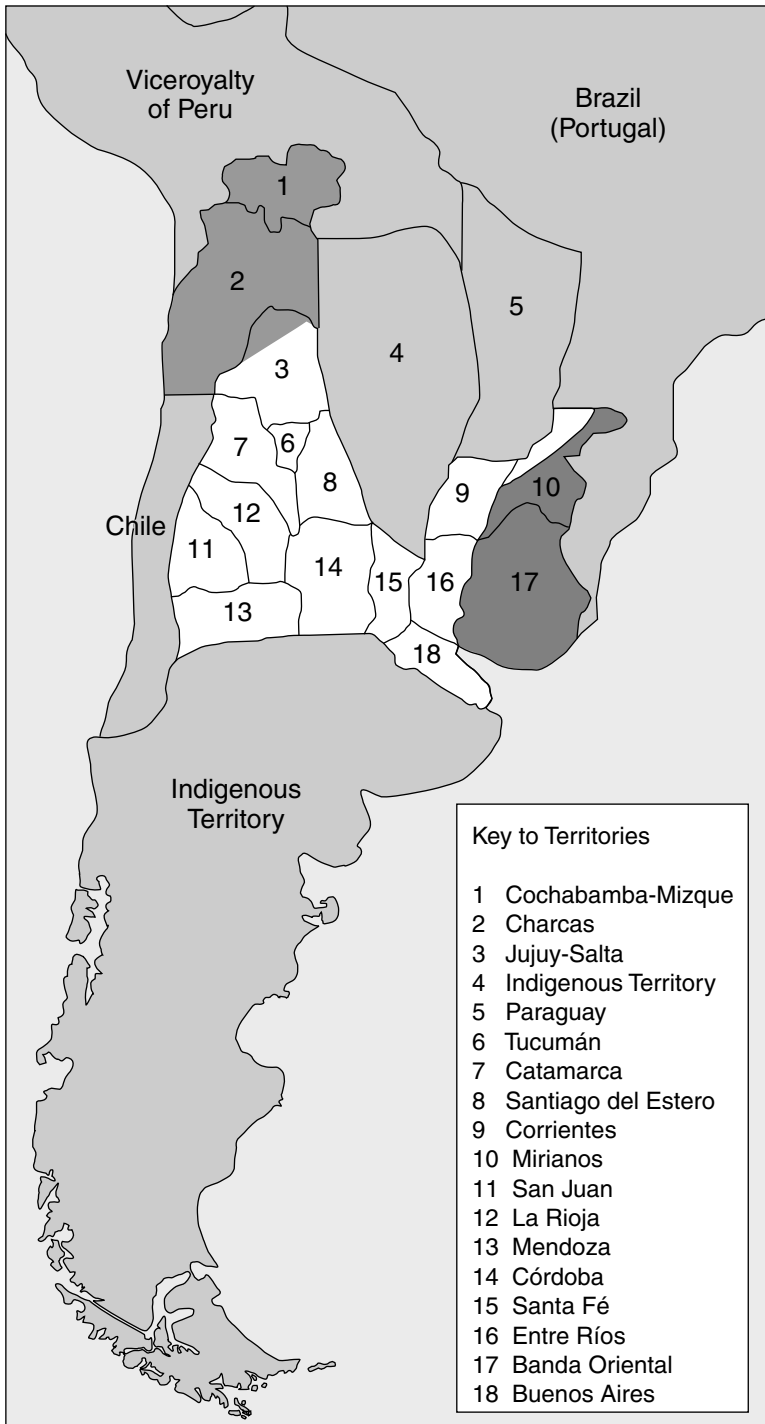 Viceroyalty
of Peru
Brazil
(Portugal)
1
2
5
4
3
6
7
8
9
10
12
Chile
11
14
15
16
17
13
18
Indigenous
Territory
Key to Territories
1 Cochabamba-Mizque
2 Charcas
3 Jujuy-Salta
4 Indigenous Territory
5 Paraguay
6 Tucumán
7 Catamarca
8 Santiago del Estero
9 Corrientes
10 Mirianos
11 San Juan
12 La Rioja
13 Mendoza
14 Córdoba
15 Santa Fé
16 Entre Ríos
17 Banda Oriental
18 Buenos Aires